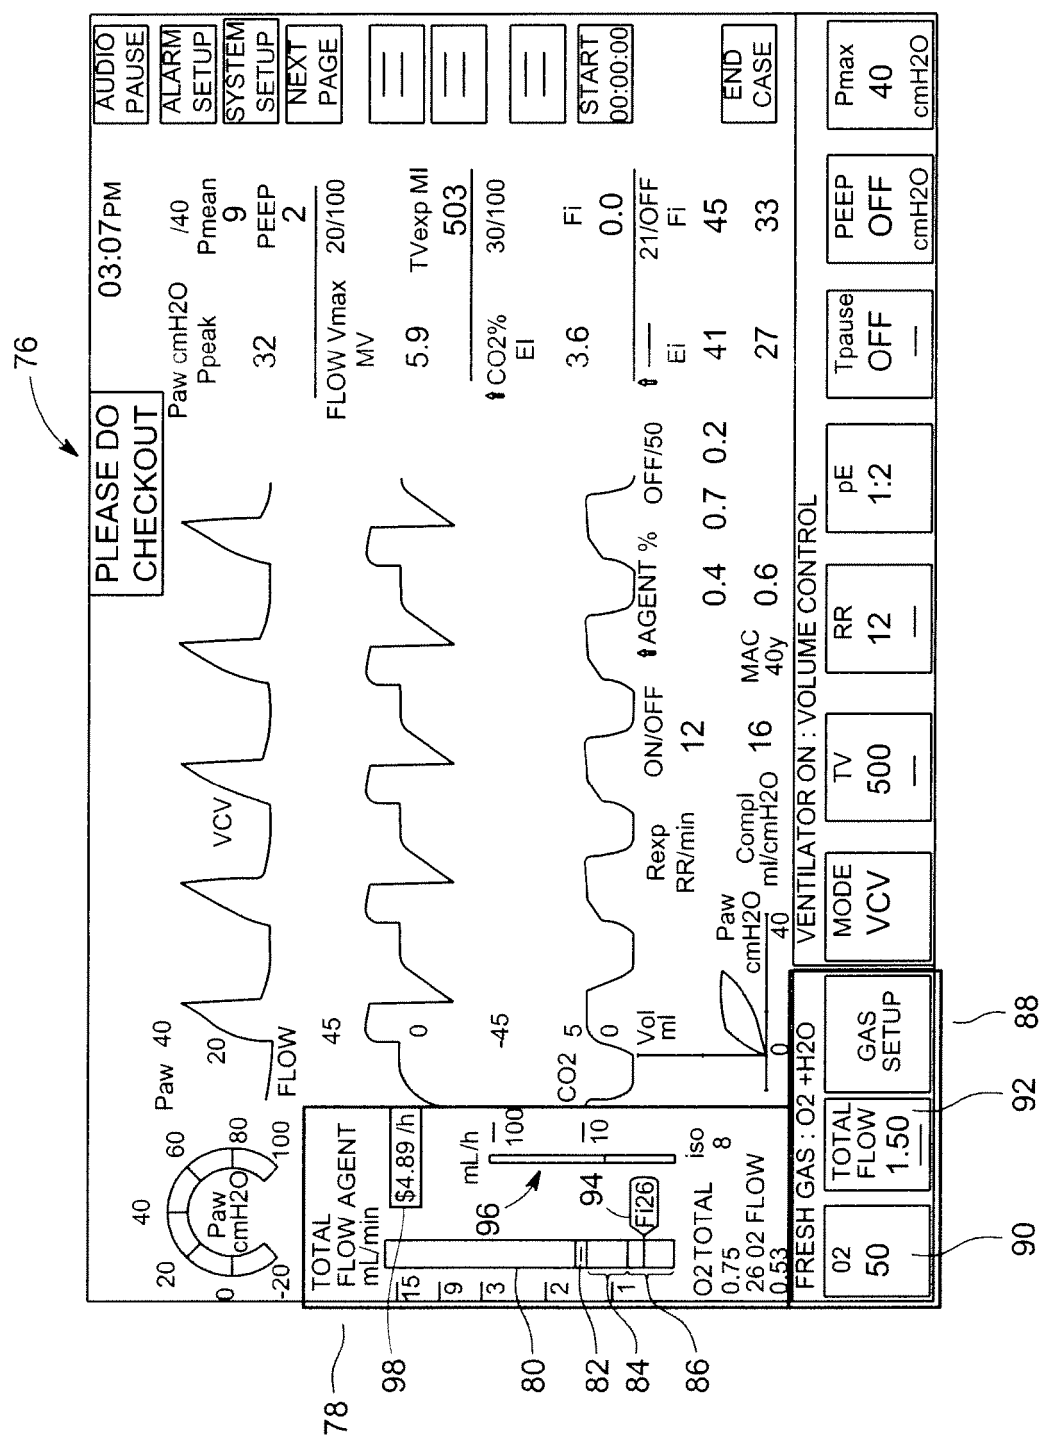 76
PLEASE DO
CHECKOUT
03:07PM
AUDIO
PAUSE
ALARM
SETUP
SYSTEM
SETUP
NEXT
PAGE
START
00:00:00
END
CASE
40
20
60
0
80
-20
100
Paw
cmH2O
Paw
40
20
VCV
FLOW
45
0
-45
CO2
5
0
Paw cmH2O
/40
Ppeak
Pmean
32
9
PEEP
2
FLOW Vmax
20/100
MV
TVexp MI
5.9
503
CO2%
30/100
EI
Fi
3.6
0.0
21/OFF
Ei
Fi
41
45
27
33
78
TOTAL
FLOW AGENT
mL/min
$4.89 /h
98
15
9
3
2
1
mL/h
100
10
96
94
Fi26
iso
8
80
82
84
86
O2 TOTAL
0.75
26 02 FLOW
0.53
Vol
ml
Paw
cmH2O
0
40
Rexp
RR/min
ON/OFF
12
Compl
ml/cmH2O
16
AGENT %
OFF/50
0.4
0.7
0.2
MAC
40y
0.6
FRESH GAS : O2 +H2O
VENTILATOR ON : VOLUME CONTROL
02
50
TOTAL
FLOW
1.50
GAS
SETUP
MODE
VCV
TV
500
RR
12
pE
1:2
Tpause
OFF
PEEP
OFF
cmH2O
Pmax
40
cmH2O
90
92
88